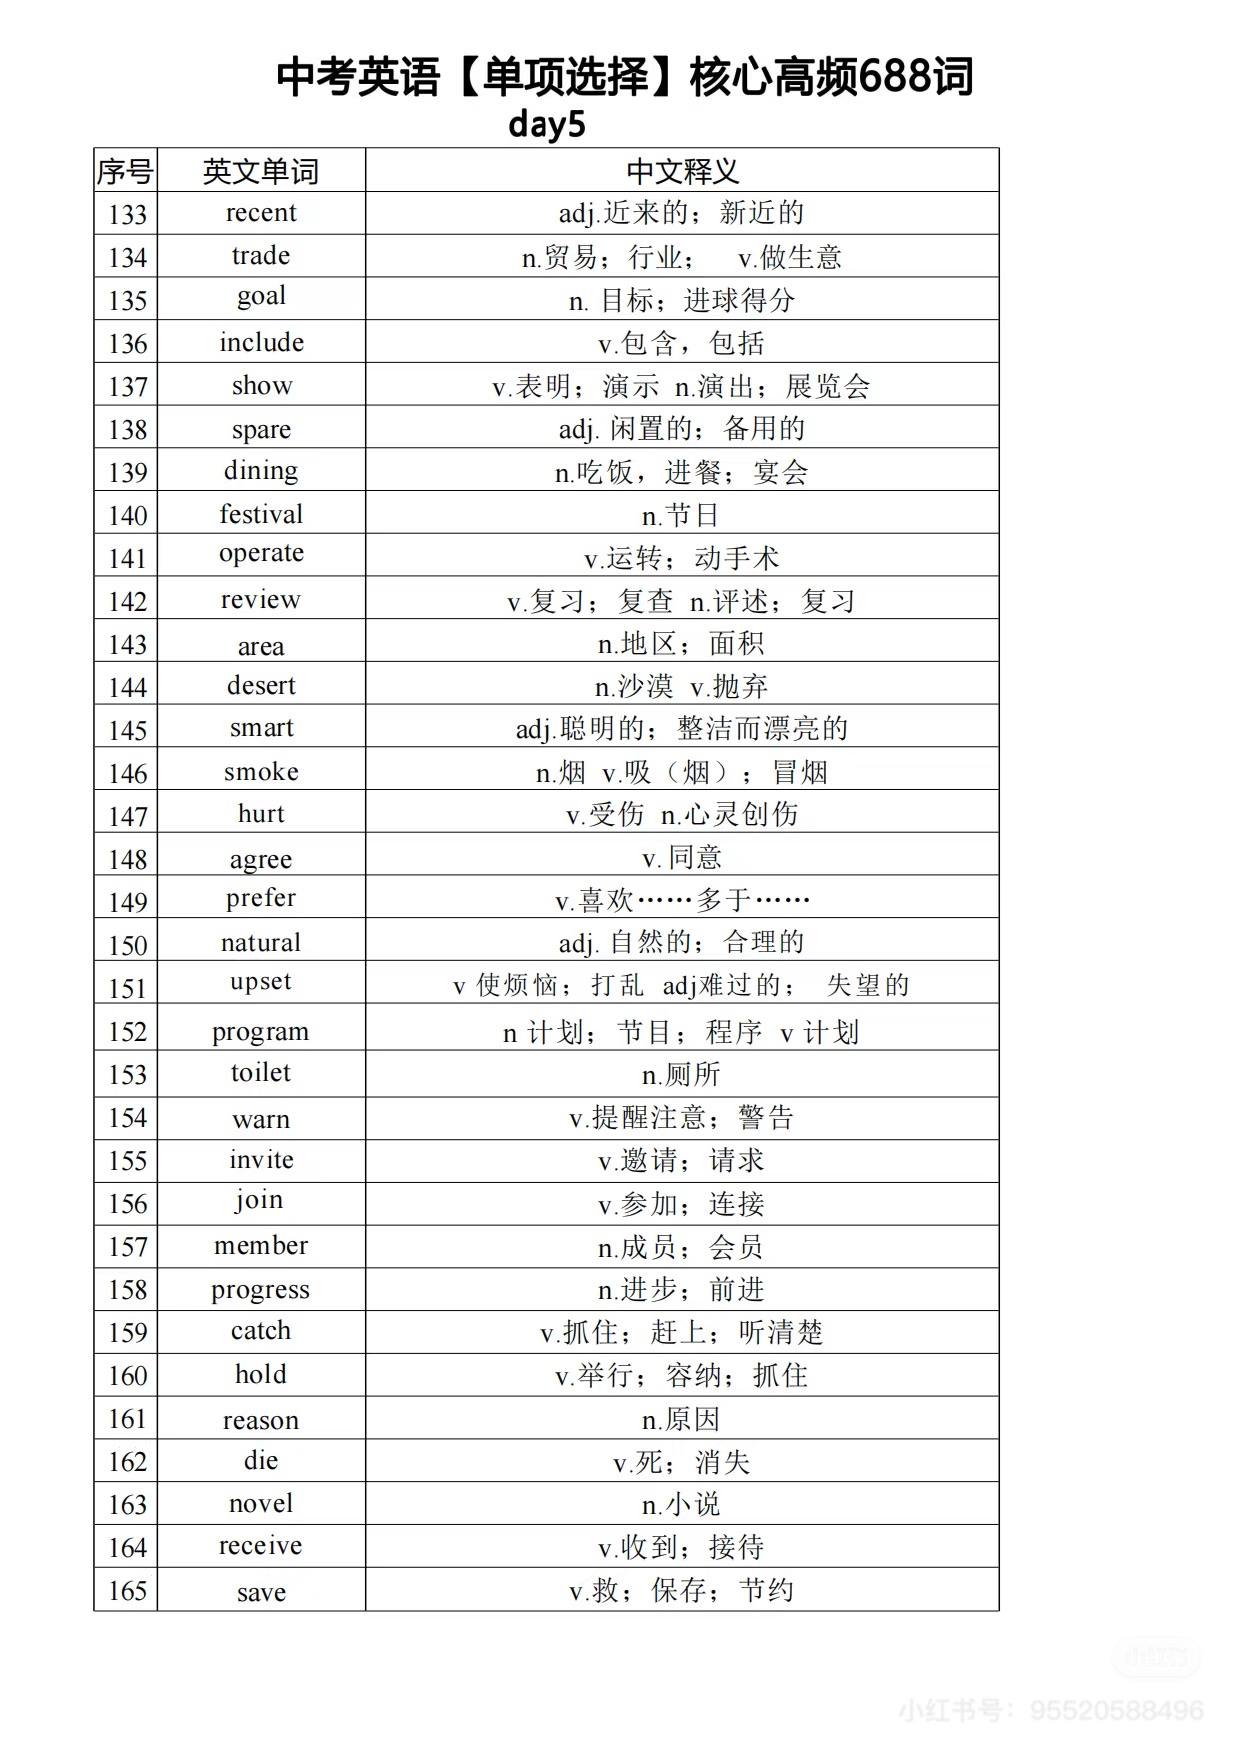 中考英语【单项选择】核心高频688词
day5
序号 英文单词 中文释义
133 recent adj.近来的；新近的
134 trade n.贸易；行业； v.做生意
135 goal n. 目标；进球得分
136 include v.包含，包括
137 show v.表明；演示 n.演出；展览会
138 spare adj. 闲置的；备用的
139 dining n.吃饭，进餐；宴会
140 festival n.节日
141 operate v.运转；动手术
142 review v.复习；复查 n.评述；复习
143 area n.地区；面积
144 desert n.沙漠 v.抛弃
145 smart adj.聪明的；整洁而漂亮的
146 smoke n.烟 v.吸（烟）；冒烟
147 hurt v.受伤 n.心灵创伤
148 agree v. 同意
149 prefer v.喜欢……多于……
150 natural adj. 自然的；合理的
151 upset v 使烦恼；打乱 adj难过的； 失望的
152 program n 计划；节目；程序 v 计划
153 toilet n.厕所
154 warn v.提醒注意；警告
155 invite v.邀请；请求
156 join v.参加；连接
157 member n.成员；会员
158 progress n.进步；前进
159 catch v.抓住；赶上；听清楚
160 hold v.举行；容纳；抓住
161 reason n.原因
162 die v.死；消失
163 novel n.小说
164 receive v.收到；接待
165 save v.救；保存；节约
小红书
小红书号：95520588496